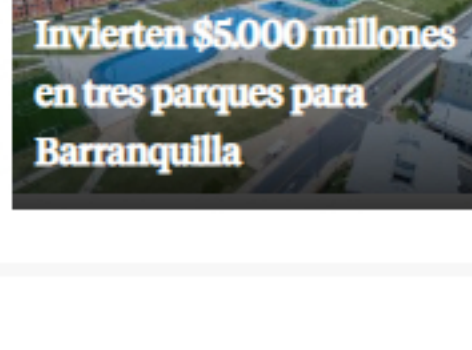 Invierten $5.000 millones
en tres parques para
Barranquilla